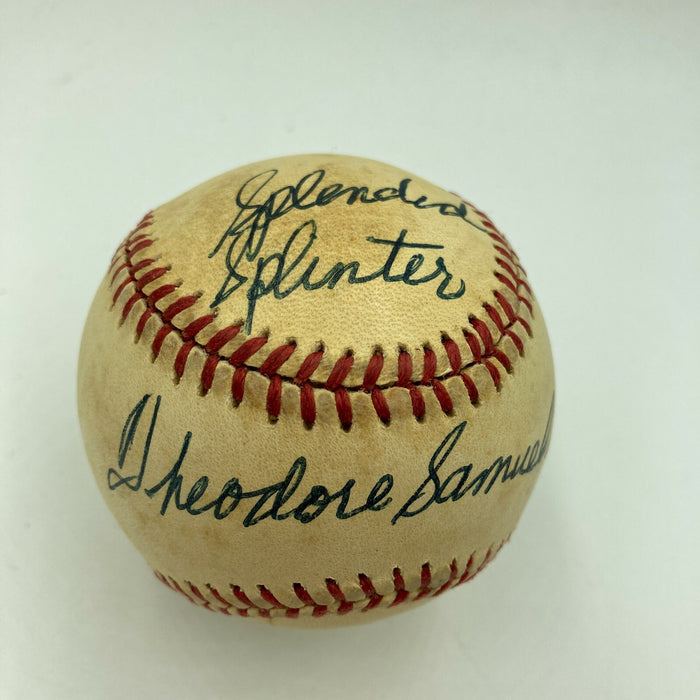 Splendid
Splinter
Theodore Samuel